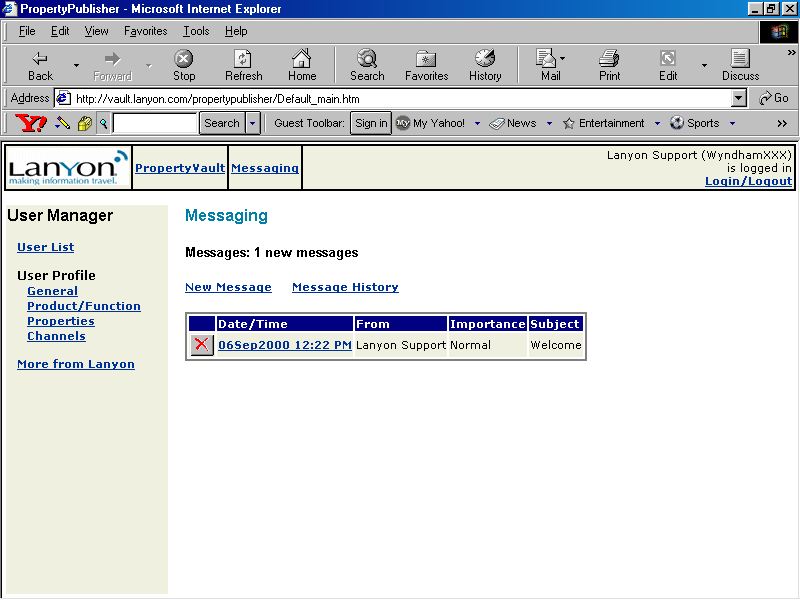 PropertyPublisher - Microsoft Internet Explorer
File Edit View Favorites Tools Help
Back Forward Stop Refresh Home Search Favorites History Mail Print Edit Discuss
Address http://vault.lanyon.com/propertypublisher/Default_main.htm Go
Y! Search Guest Toolbar: Sign in My My Yahoo! News Entertainment Sports
LANYON.
making information travel.
PropertyVault Messaging
Lanyon Support (WyndhamXXX)
is logged in
Login/Logout
User Manager
User List
User Profile
General
Product/Function
Properties
Channels
More from Lanyon
Messaging
Messages: 1 new messages
New Message Message History
Date/Time From Importance Subject
06Sep2000 12:22 PM Lanyon Support Normal Welcome